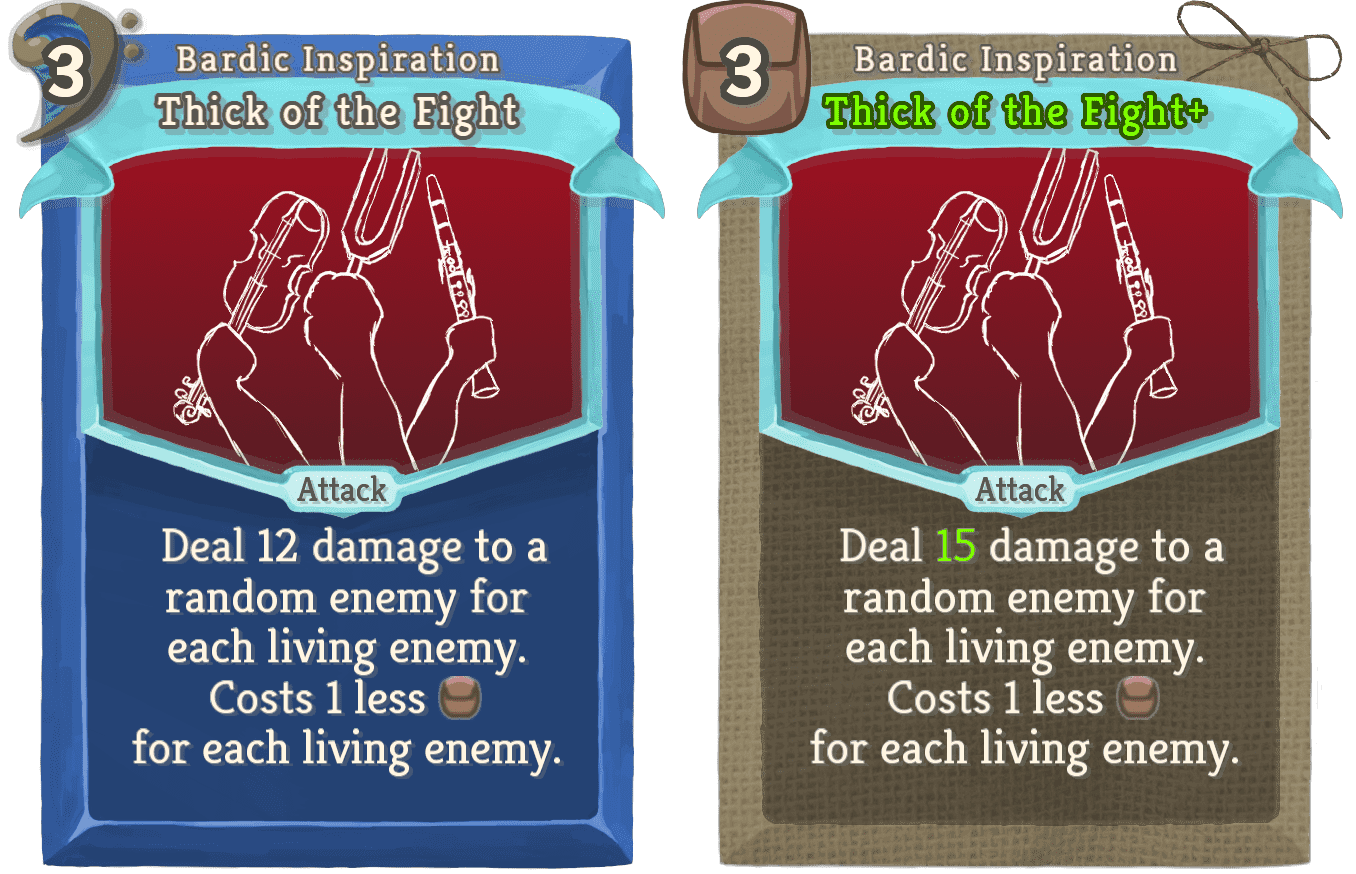 3
Bardic Inspiration
Thick of the Fight
Attack
Deal 12 damage to a
random enemy for
each living enemy.
Costs 1 less
for each living enemy.
3
Bardic Inspiration
Thick of the Fight+
Attack
Deal 15 damage to a
random enemy for
each living enemy.
Costs 1 less
for each living enemy.